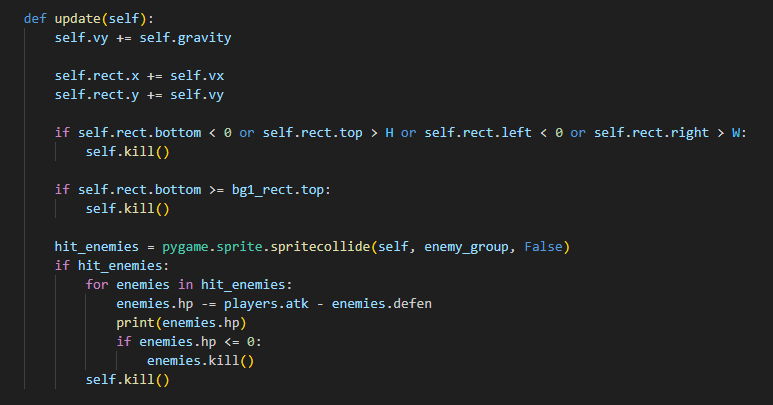 def update(self):
    self.vy += self.gravity

    self.rect.x += self.vx
    self.rect.y += self.vy

    if self.rect.bottom < 0 or self.rect.top > H or self.rect.left < 0 or self.rect.right > W:
        self.kill()

    if self.rect.bottom >= bg1_rect.top:
        self.kill()

    hit_enemies = pygame.sprite.spritecollide(self, enemy_group, False)
    if hit_enemies:
        for enemies in hit_enemies:
            enemies.hp -= players.atk - enemies.defen
            print(enemies.hp)
            if enemies.hp <= 0:
                enemies.kill()
        self.kill()